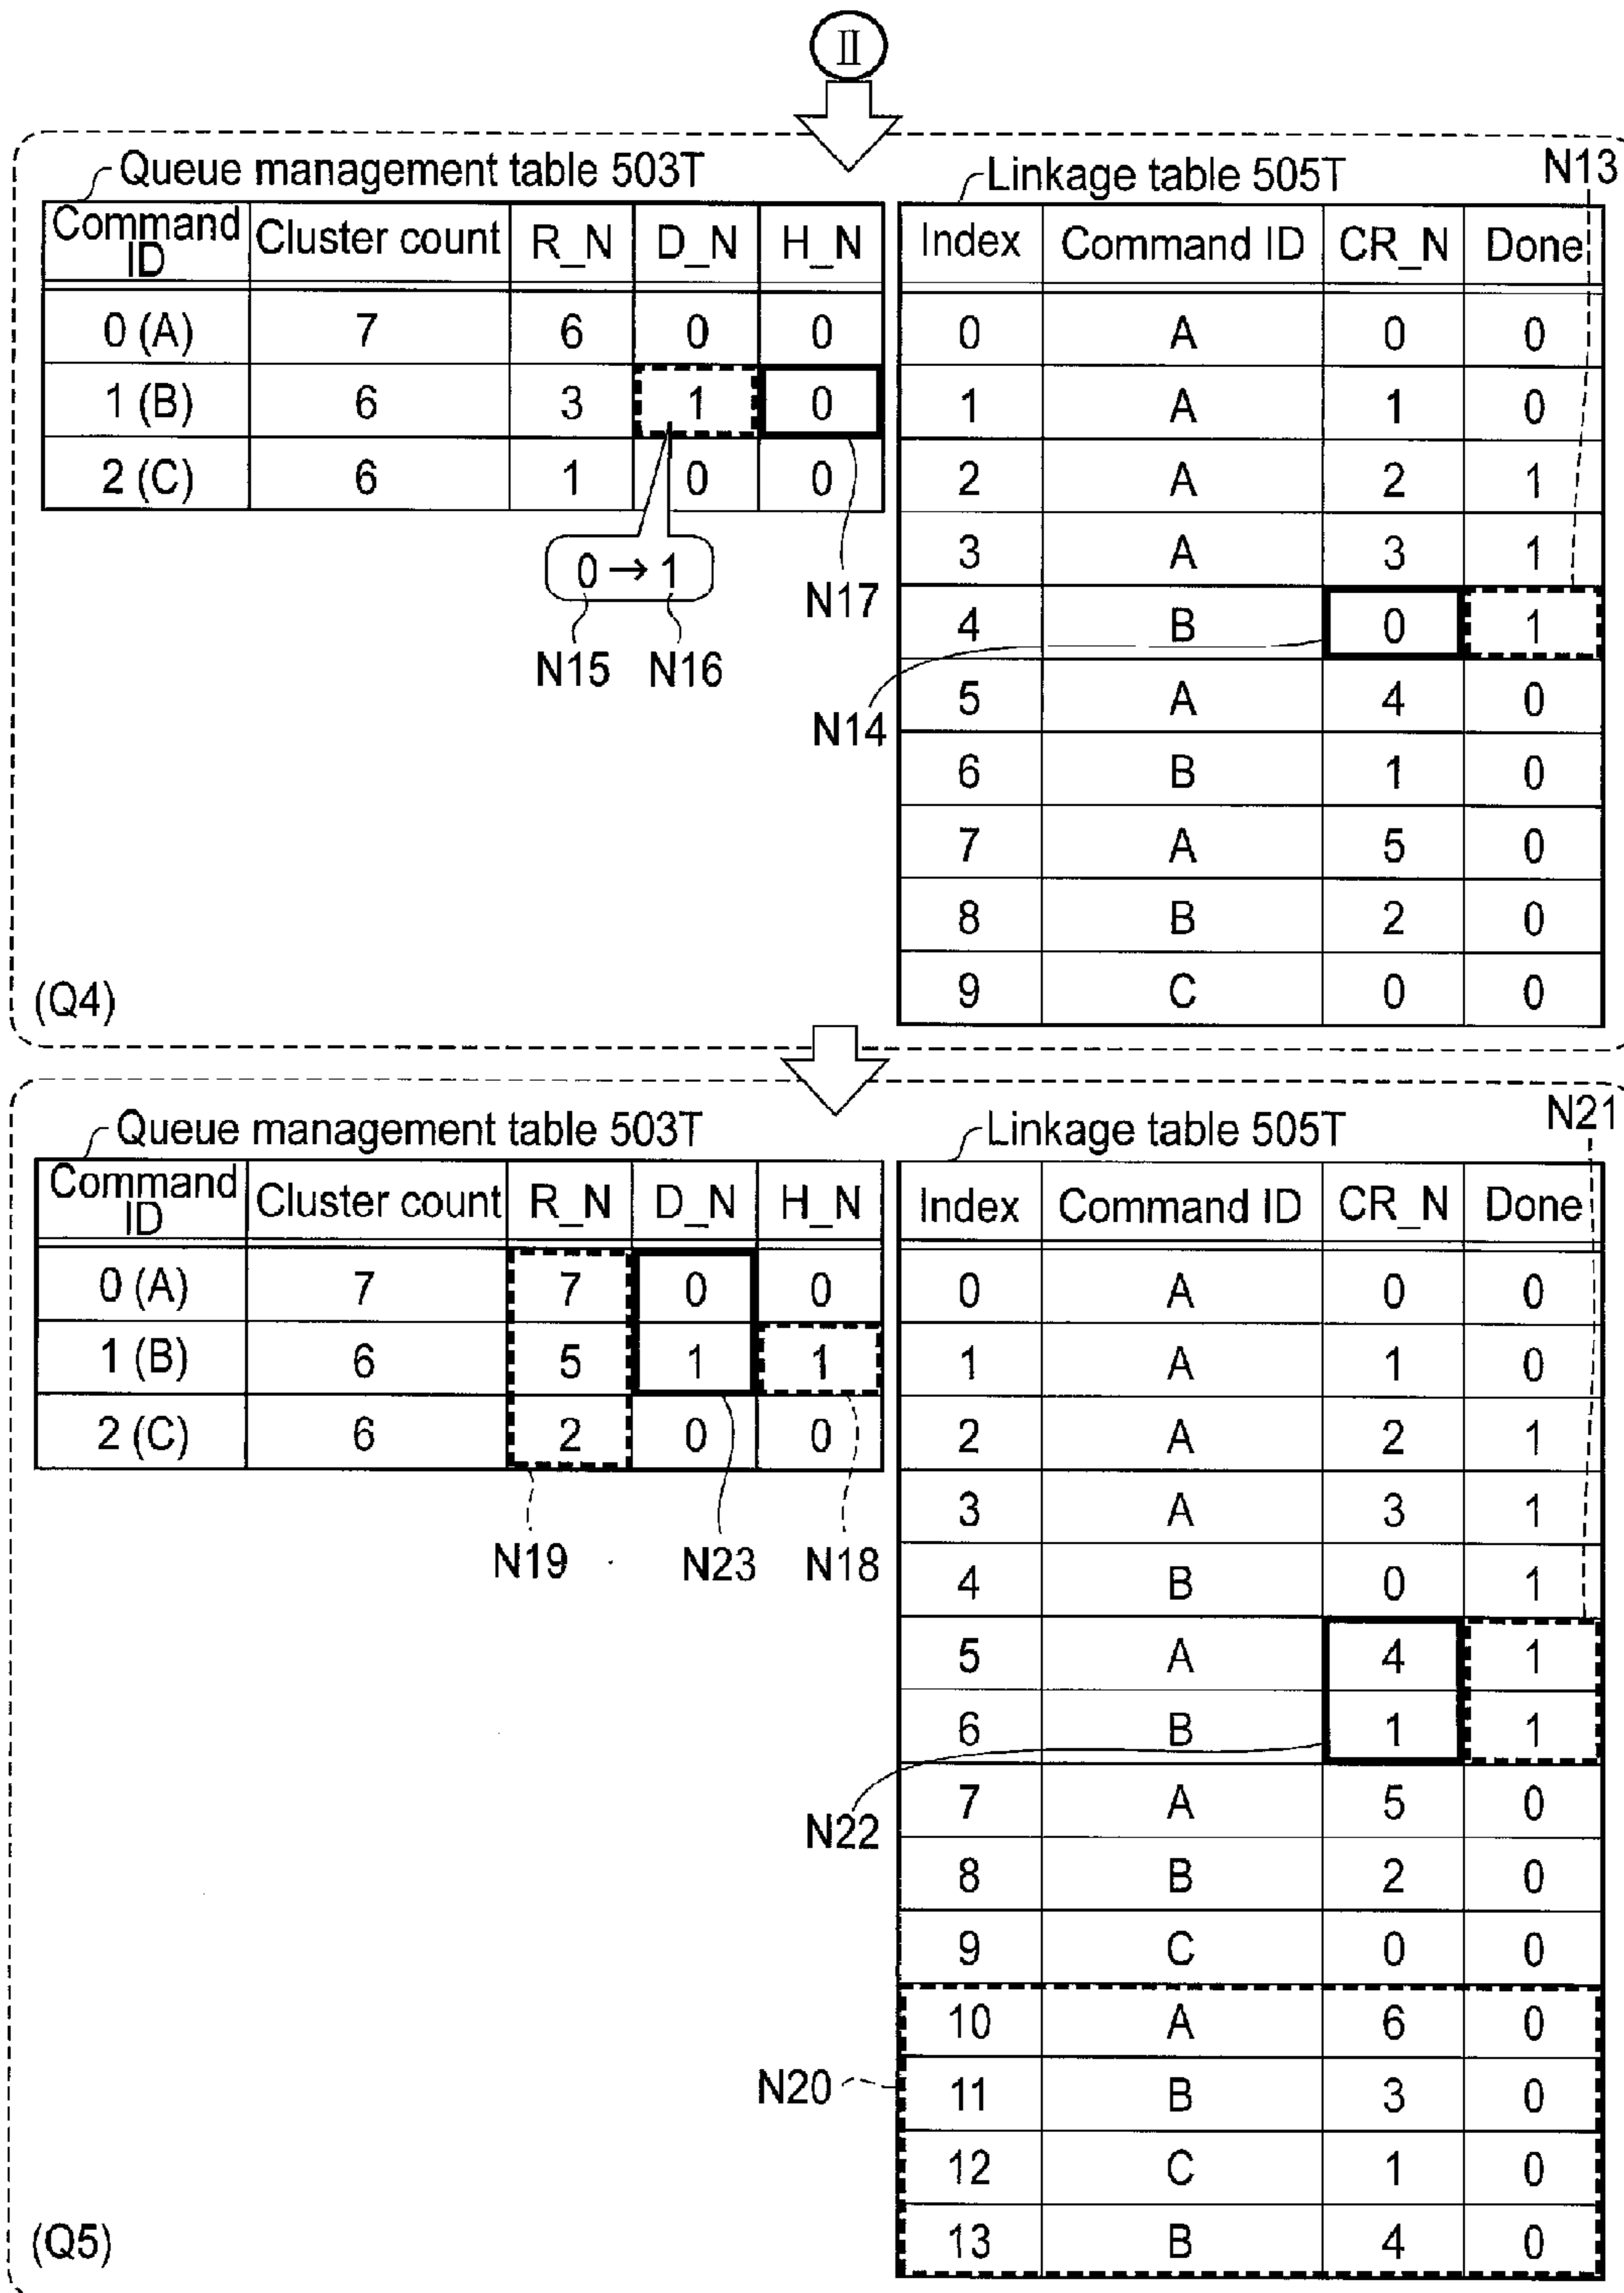 II
Queue management table 503T
Command ID Cluster count R_N D_N H_N
0 (A) 7 6 0 0
1 (B) 6 3 1 0
2 (C) 6 1 0 0
0 → 1
N15 N16 N17
Linkage table 505T N13
Index Command ID CR_N Done
0 A 0 0
1 A 1 0
2 A 2 1
3 A 3 1
4 B 0 1
5 A 4 0
6 B 1 0
7 A 5 0
8 B 2 0
9 C 0 0
N14
(Q4)
Queue management table 503T
Command ID Cluster count R_N D_N H_N
0 (A) 7 7 0 0
1 (B) 6 5 1 1
2 (C) 6 2 0 0
N19 N23 N18
Linkage table 505T N21
Index Command ID CR_N Done
0 A 0 0
1 A 1 0
2 A 2 1
3 A 3 1
4 B 0 1
5 A 4 1
6 B 1 1
7 A 5 0
8 B 2 0
9 C 0 0
10 A 6 0
11 B 3 0
12 C 1 0
13 B 4 0
N22
N20
(Q5)